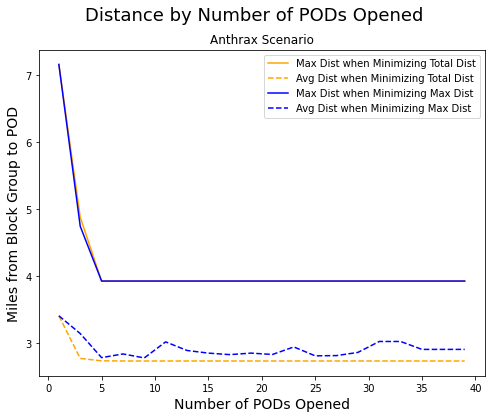 Distance by Number of PODs Opened
Anthrax Scenario
Max Dist when Minimizing Total Dist
Avg Dist when Minimizing Total Dist
Max Dist when Minimizing Max Dist
Avg Dist when Minimizing Max Dist
Miles from Block Group to POD
7
6
5
4
3
0 5 10 15 20 25 30 35 40
Number of PODs Opened